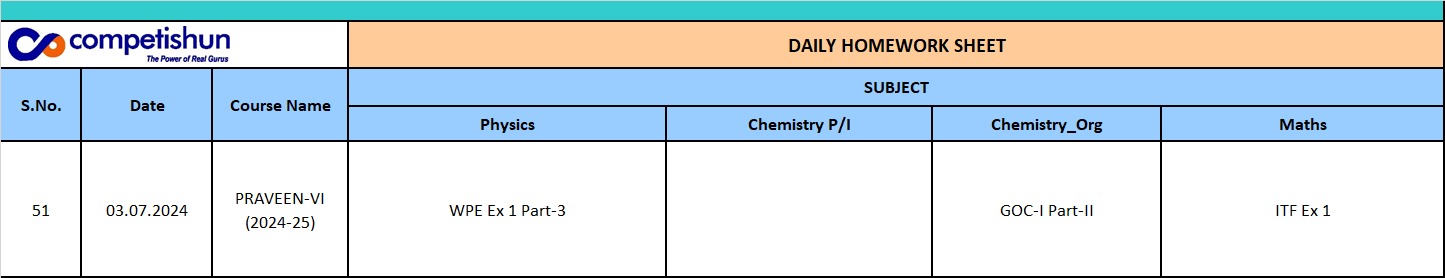 competishun
The Power of Real Gurus
DAILY HOMEWORK SHEET
S.No.
Date
Course Name
SUBJECT
Physics
Chemistry P/I
Chemistry_Org
Maths
51
03.07.2024
PRAVEEN-VI
(2024-25)
WPE Ex 1 Part-3
GOC-I Part-II
ITF Ex 1